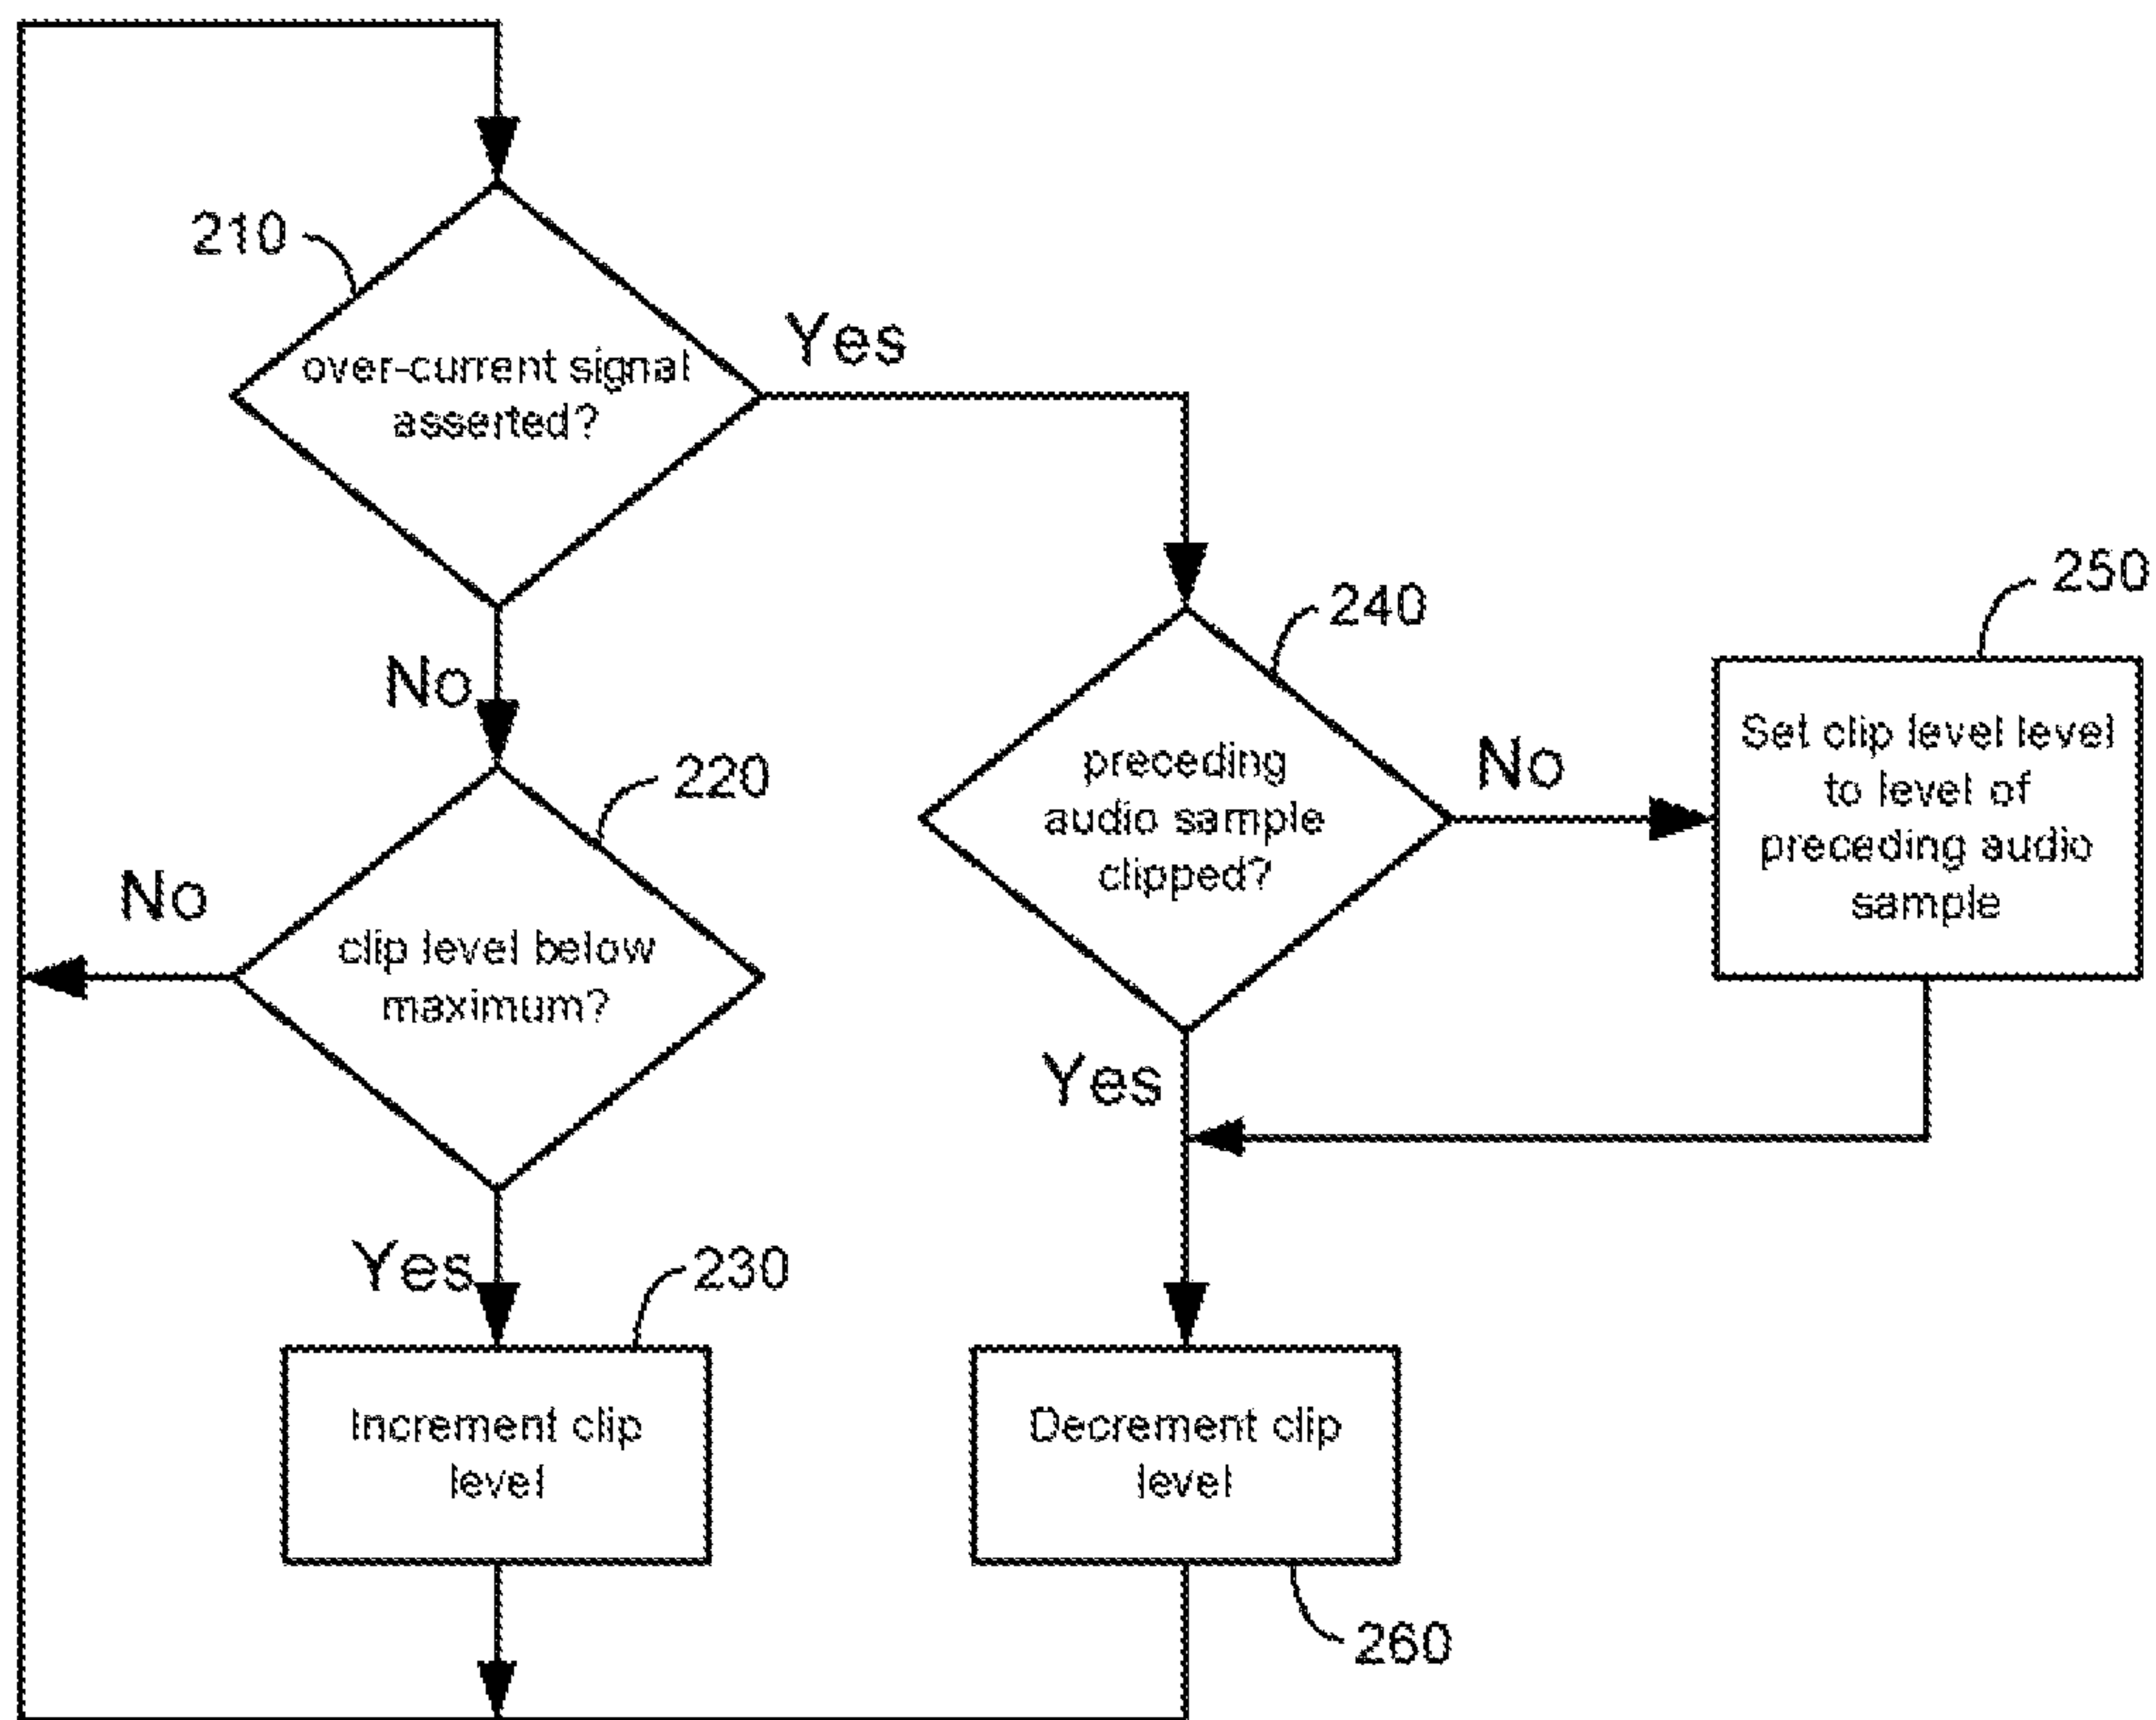 210
over-current signal
asserted?
Yes
No
220
clip level below
maximum?
No
Yes
230
Increment clip
level
240
preceding
audio sample
clipped?
No
Yes
250
Set clip level level
to level of
preceding audio
sample
Decrement clip
level
260